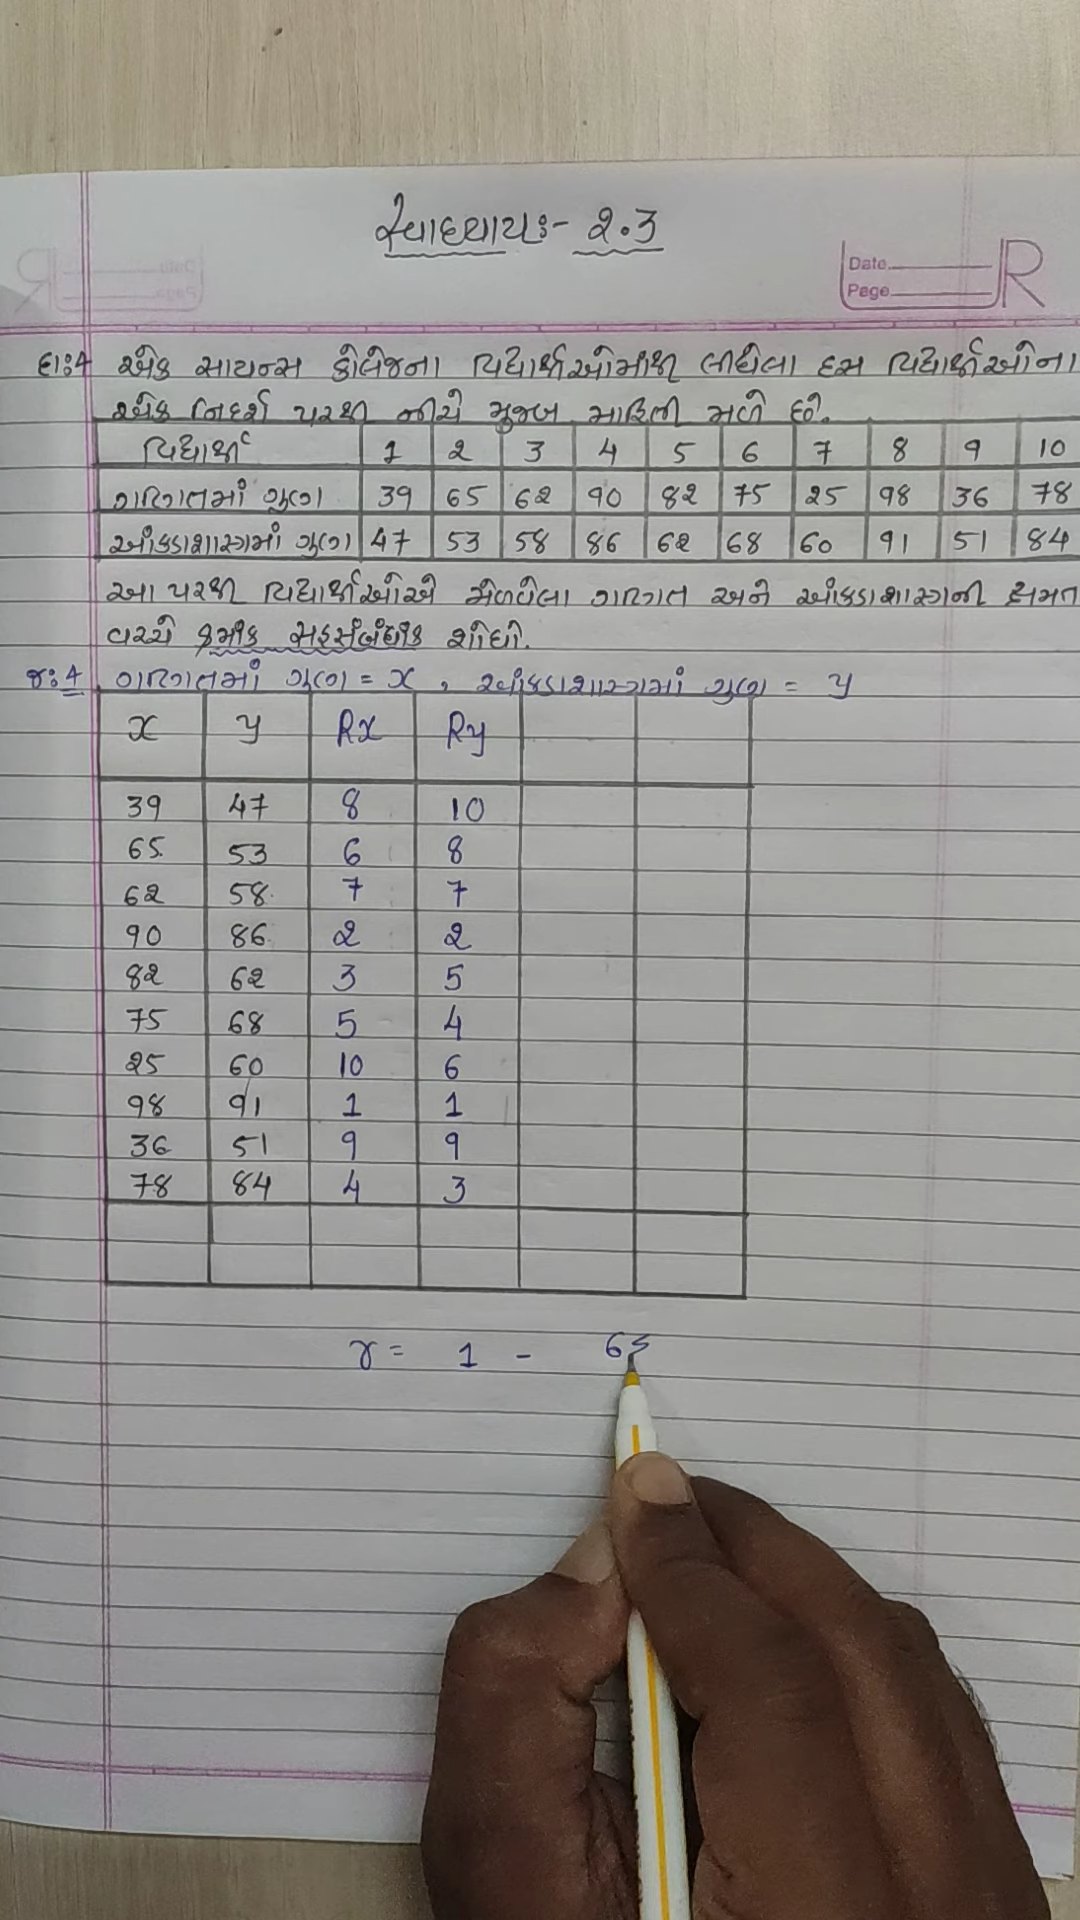 સ્વાધ્યાય:- 2.3
Date
Page
R
દા:4 એક સાયન્સ કોલેજના વિદ્યાર્થીઓમાંથી લીધેલા દસ વિદ્યાર્થીઓના
એક નિદર્શ પરથી નીચે મુજબ માહિતી મળે છે.
વિદ્યાર્થી 1 2 3 4 5 6 7 8 9 10
ગણિતમાં ગુણ 39 65 62 90 82 75 25 98 36 78
આંકડાશાસ્ત્રમાં ગુણ 47 53 58 86 62 68 60 91 51 84
આ પરથી વિદ્યાર્થીઓએ મેળવેલા ગણિત અને આંકડાશાસ્ત્રની ક્ષમત
વચ્ચે ક્રમાંક સહસંબંધાંક શોધો.
જ:4 ગણિતમાં ગુણ = x , આંકડાશાસ્ત્રમાં ગુણ = y
x y Rx Ry
39 47 8 10
65 53 6 8
62 58 7 7
90 86 2 2
82 62 3 5
75 68 5 4
25 60 10 6
98 91 1 1
36 51 9 9
78 84 4 3
r = 1 - 6